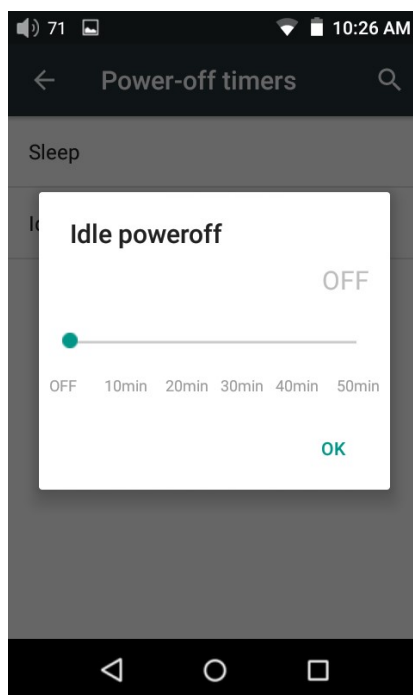 71 10:26 AM
Power-off timers
Sleep
Idle poweroff
OFF
OFF 10min 20min 30min 40min 50min
OK